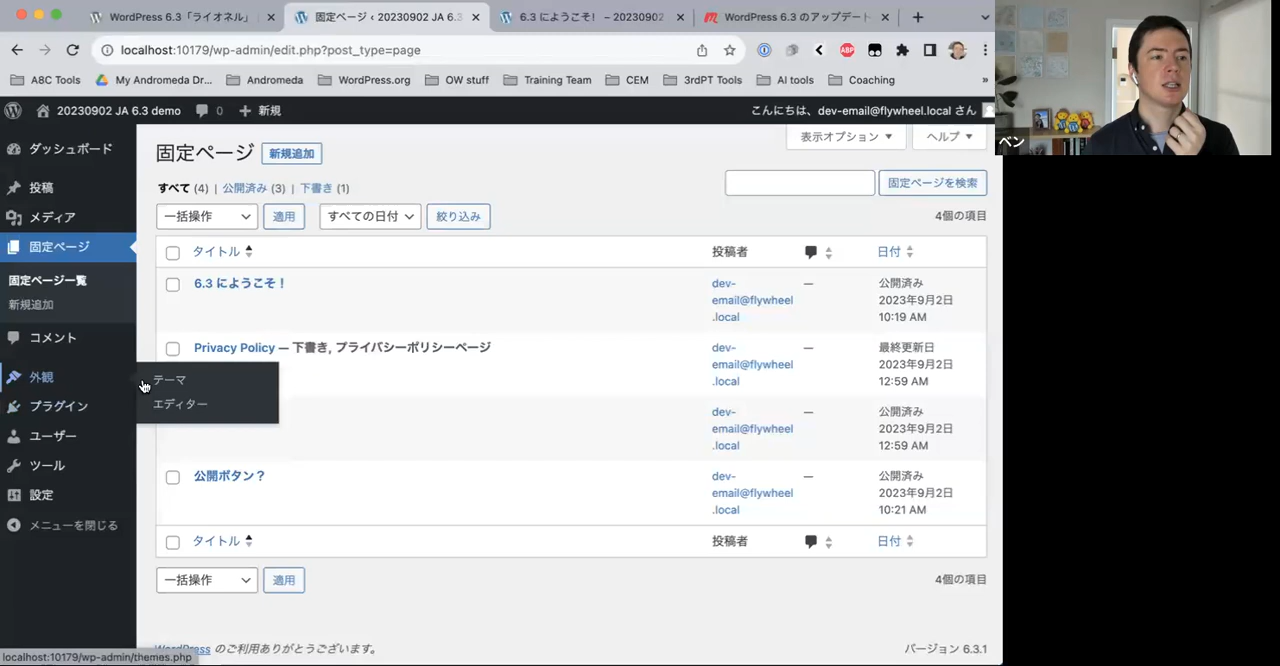 WordPress 6.3「ライオネル」
固定ページ ‹ 20230902 JA 6.3
6.3 にようこそ! – 20230902
WordPress 6.3 のアップデート
localhost:10179/wp-admin/edit.php?post_type=page
A8C Tools
My Andromeda Dr...
Andromeda
WordPress.org
OW stuff
Training Team
CEM
3rdPT Tools
AI tools
Coaching
»
20230902 JA 6.3 demo
0
新規
こんにちは、dev-email@flywheel.local さん
ベン
ABP
ダッシュボード
投稿
メディア
固定ページ
固定ページ一覧
新規追加
コメント
外観
テーマ
エディター
プラグイン
ユーザー
ツール
設定
メニューを閉じる
固定ページ
新規追加
表示オプション
ヘルプ
すべて (4) | 公開済み (3) | 下書き (1)
固定ページを検索
一括操作
適用
すべての日付
絞り込み
4個の項目
タイトル
投稿者
日付
6.3 にようこそ!
dev-
email@flywheel
.local
—
公開済み
2023年9月2日
10:19 AM
Privacy Policy — 下書き, プライバシーポリシーページ
dev-
email@flywheel
.local
—
最終更新日
2023年9月2日
12:59 AM
dev-
email@flywheel
.local
—
公開済み
2023年9月2日
12:59 AM
公開ボタン?
dev-
email@flywheel
.local
—
公開済み
2023年9月2日
10:21 AM
タイトル
投稿者
日付
一括操作
適用
4個の項目
WordPress のご利用ありがとうございます。
バージョン 6.3.1
localhost:10179/wp-admin/themes.php